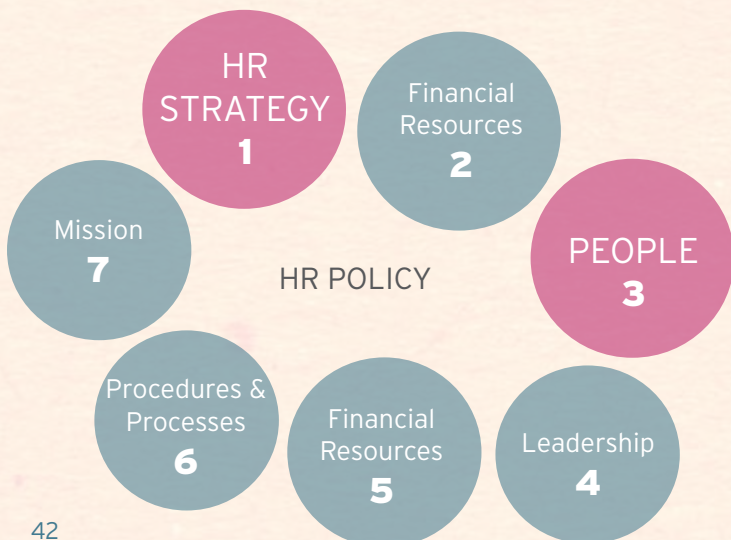 HR
STRATEGY
1
Financial
Resources
2
PEOPLE
3
Leadership
4
Financial
Resources
5
Procedures &
Processes
6
Mission
7
HR POLICY
42